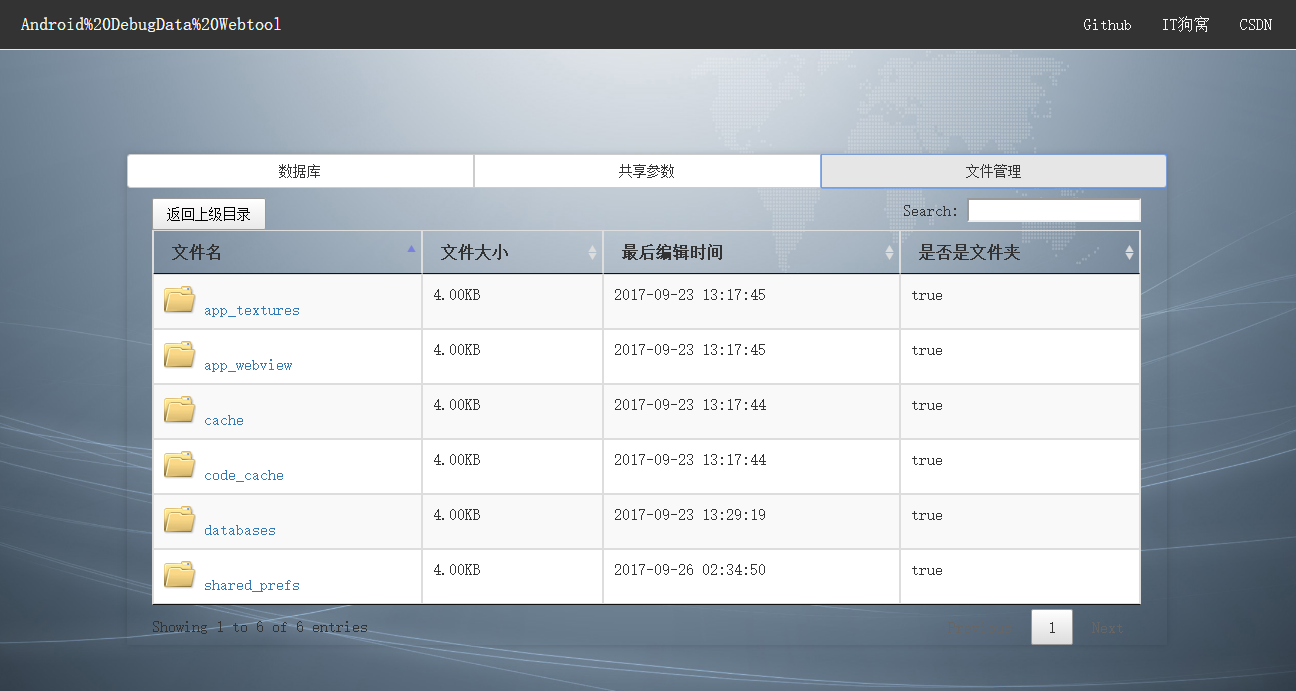 Android%20DebugData%20Webtool Github IT狗窝 CSDN
数据库 共享参数 文件管理
返回上级目录 Search:
文件名 文件大小 最后编辑时间 是否是文件夹
app_textures 4.00KB 2017-09-23 13:17:45 true
app_webview 4.00KB 2017-09-23 13:17:45 true
cache 4.00KB 2017-09-23 13:17:44 true
code_cache 4.00KB 2017-09-23 13:17:44 true
databases 4.00KB 2017-09-23 13:29:19 true
shared_prefs 4.00KB 2017-09-26 02:34:50 true
Showing 1 to 6 of 6 entries Previous 1 Next